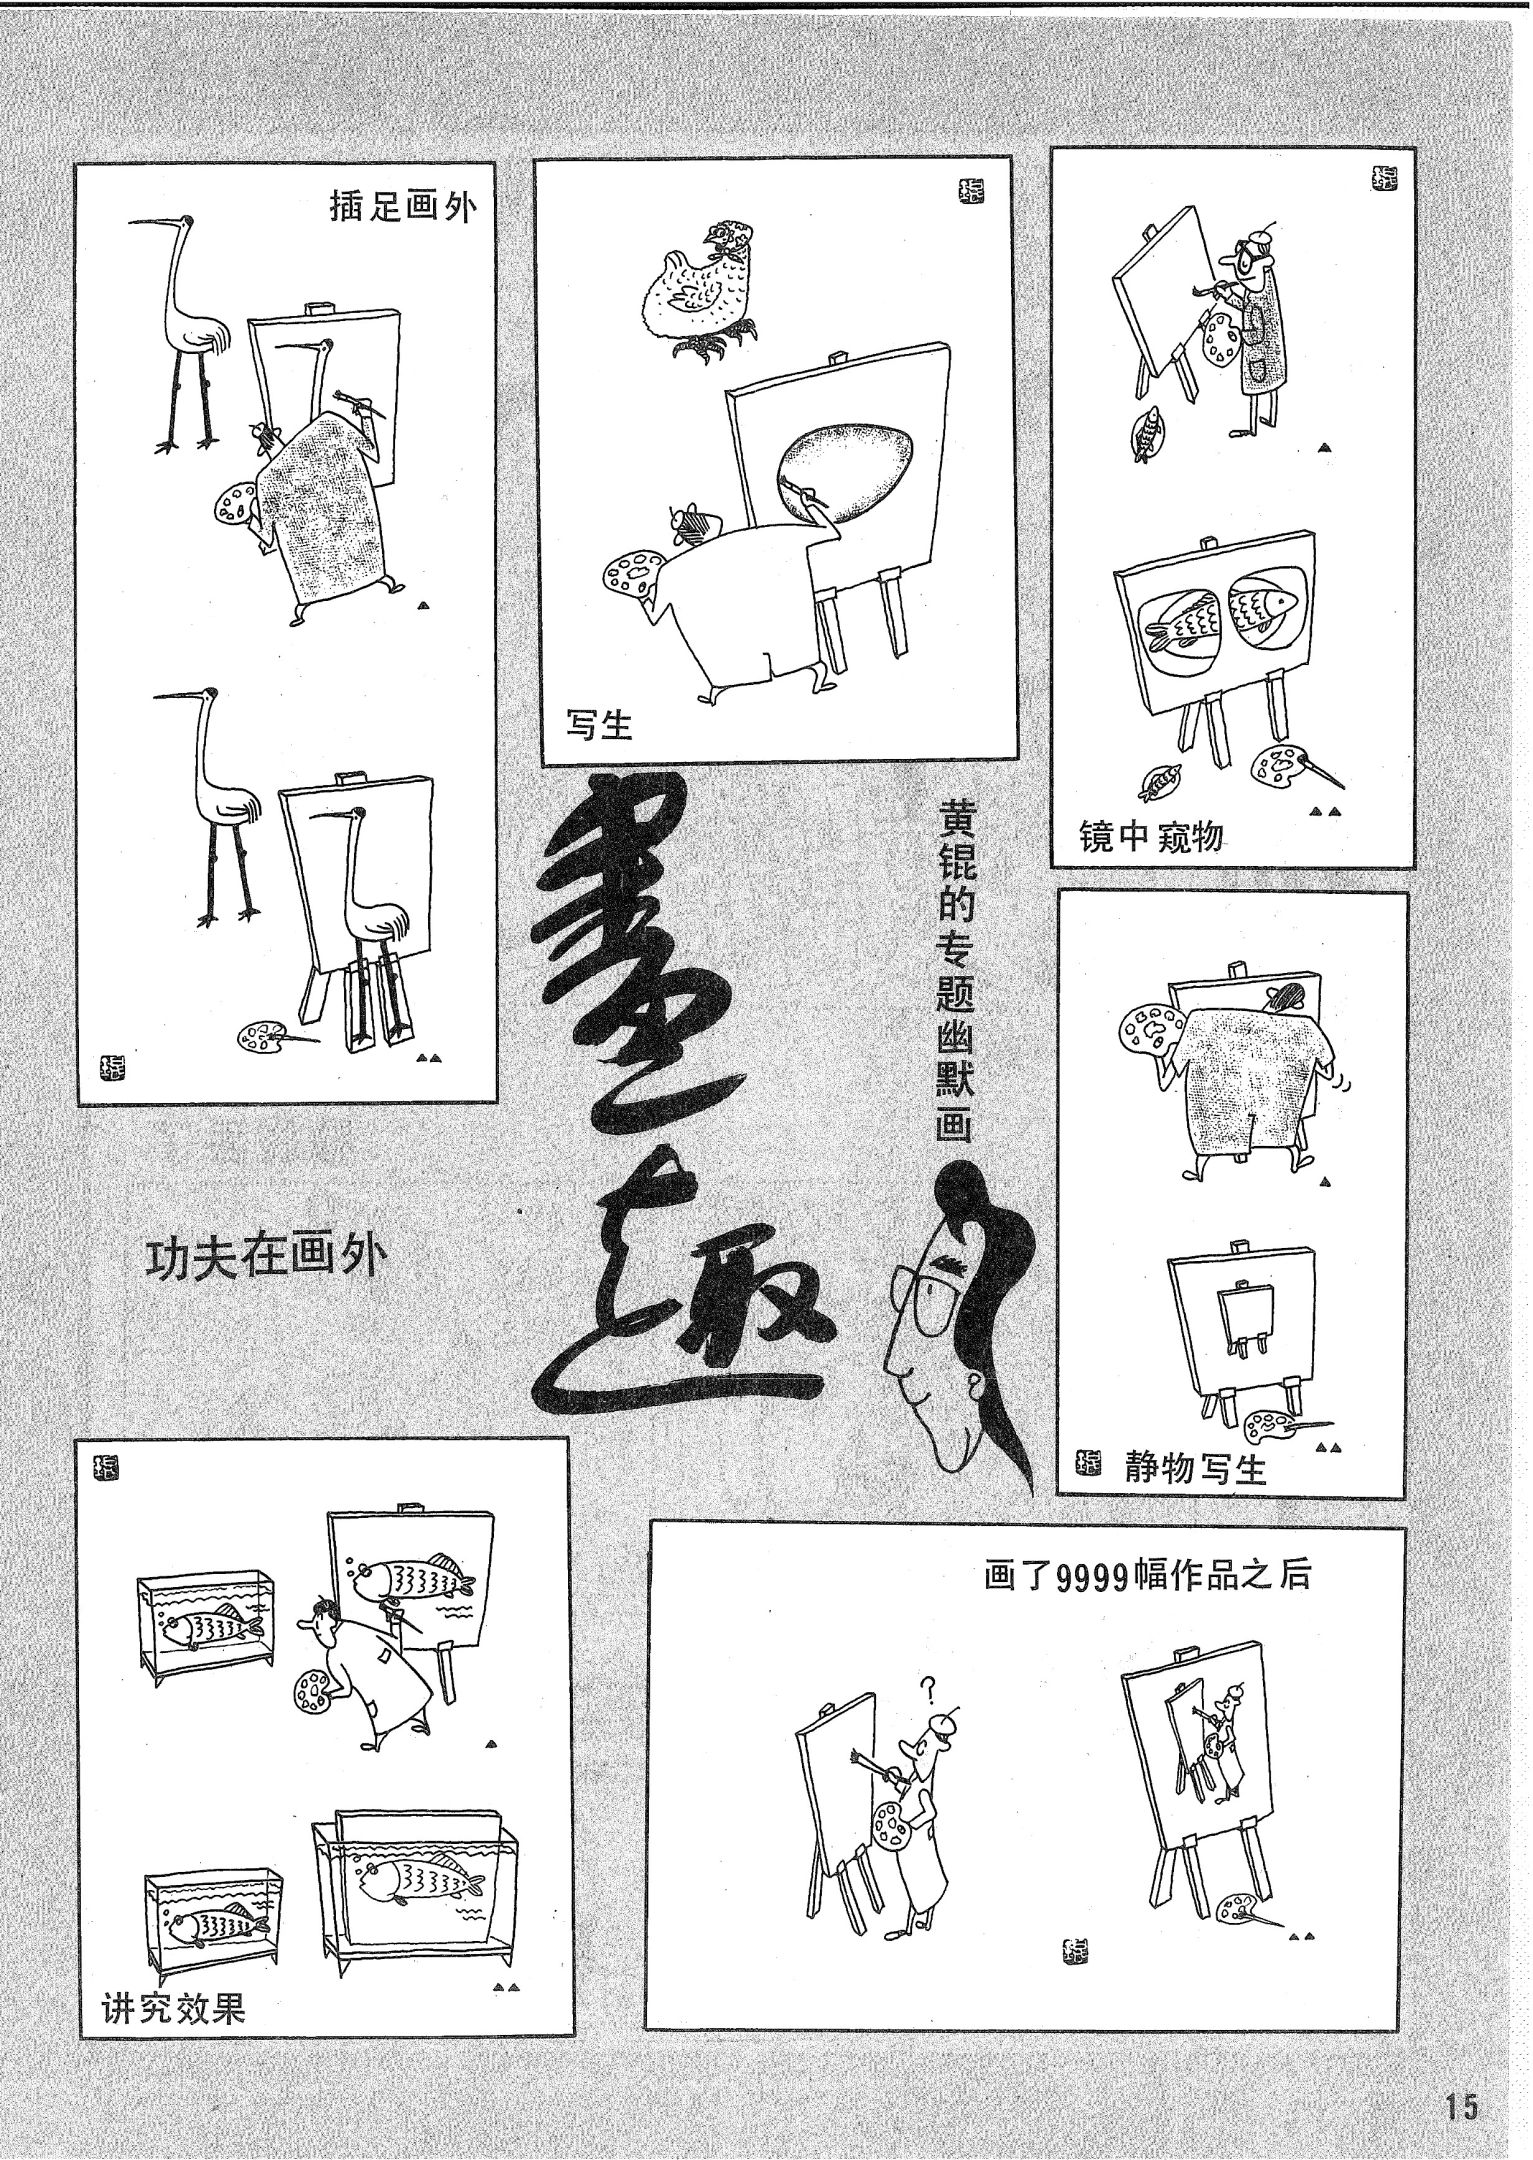 插足画外
写生
镜中窥物
畫趣
黄锟的专题幽默画
功夫在画外
静物写生
讲究效果
画了9999幅作品之后
?
15